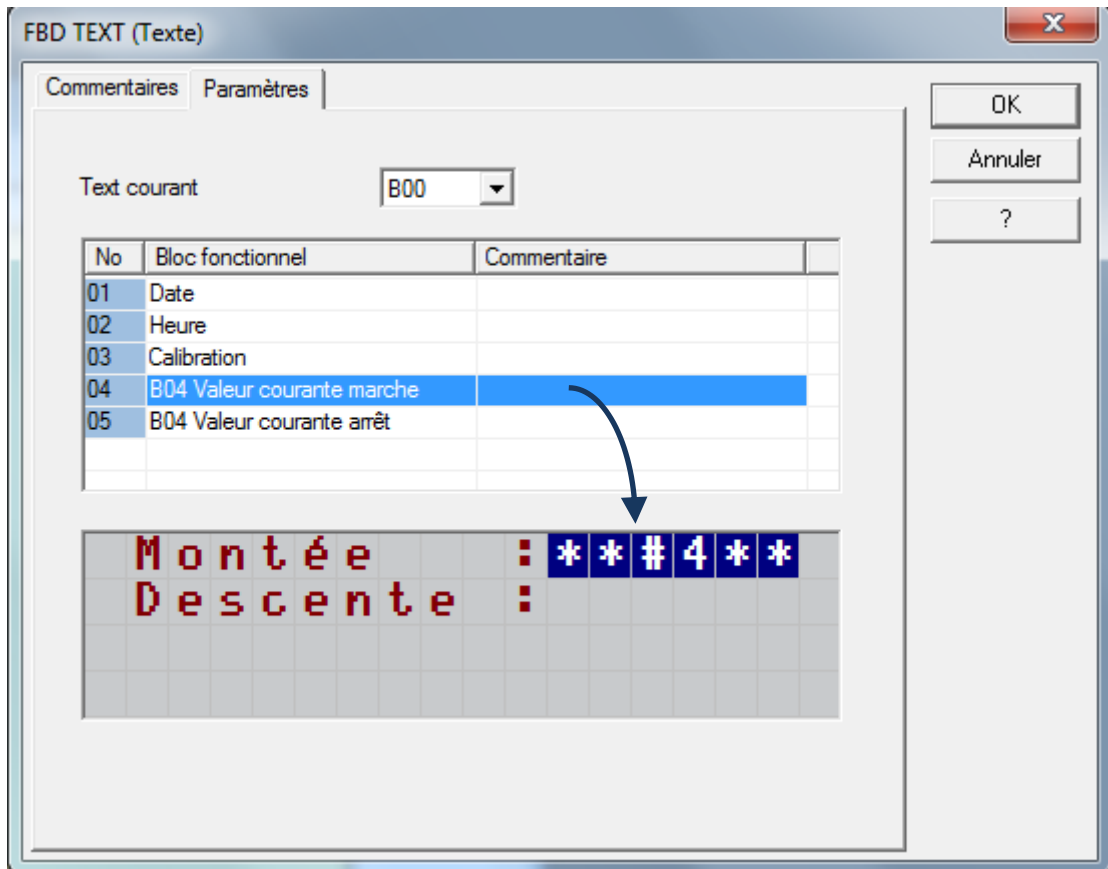 FBD TEXT (Texte)
Commentaires Paramètres
OK
Annuler
?
Text courant B00
No Bloc fonctionnel Commentaire
01 Date
02 Heure
03 Calibration
04 B04 Valeur courante marche
05 B04 Valeur courante arrêt
Montée :**#4**
Descente :